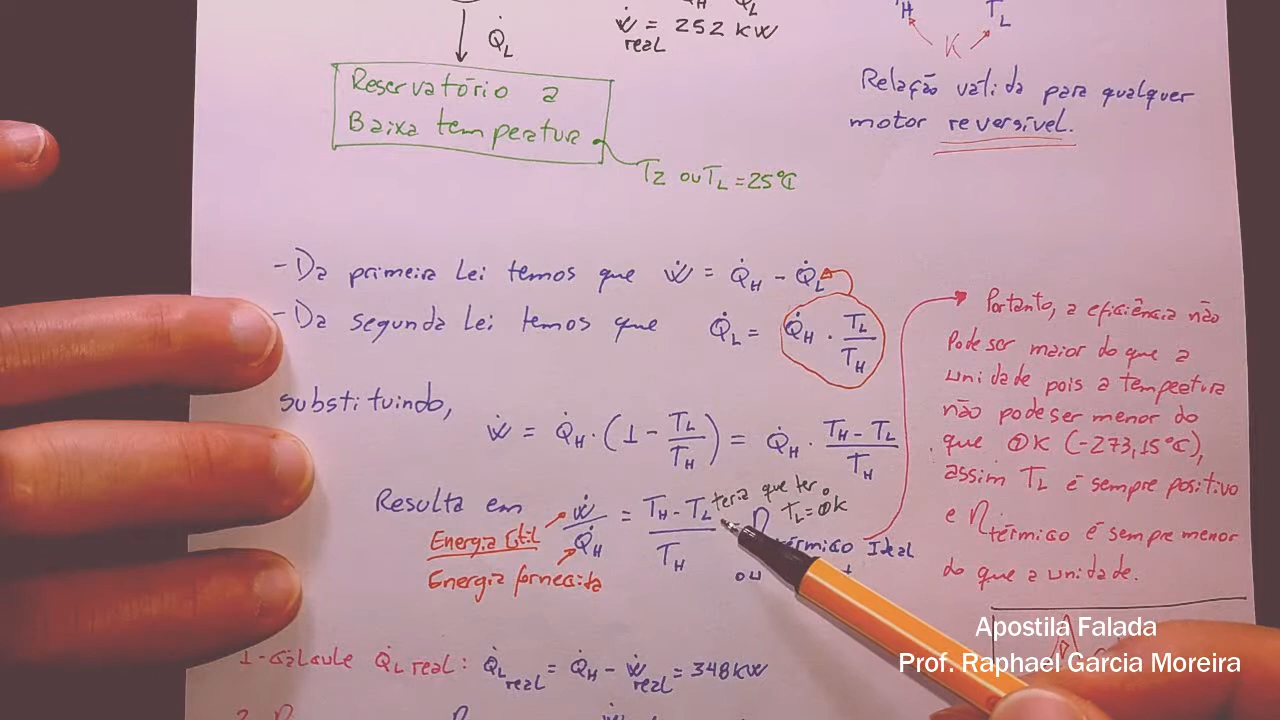 Q̇L
Ẇ real = 252 kW
H TL
K
Reservatório a
Baixa temperatura
T2 ou TL = 25°C
Relação válida para qualquer
motor reversível.
- Da primeira Lei temos que Ẇ = Q̇H - Q̇L
- Da segunda Lei temos que Q̇L = Q̇H . TL/TH
substituindo,
Ẇ = Q̇H . (1 - TL/TH) = Q̇H . TH - TL/TH
Resulta em Ẇ/Q̇H = TH - TL/TH η térmico Ideal
teria que ter
TL = 0K
ou
Energia útil
Energia fornecida
Portanto, a eficiência não
pode ser maior do que a
unidade pois a tempeatura
não pode ser menor do
que 0K (-273,15°C),
assim TL é sempre positivo
e η térmico é sempre menor
do que a unidade.
1-Cálcule Q̇L real: Q̇L real = Q̇H - Ẇ real = 348 kW
Apostila Falada
Prof. Raphael Garcia Moreira